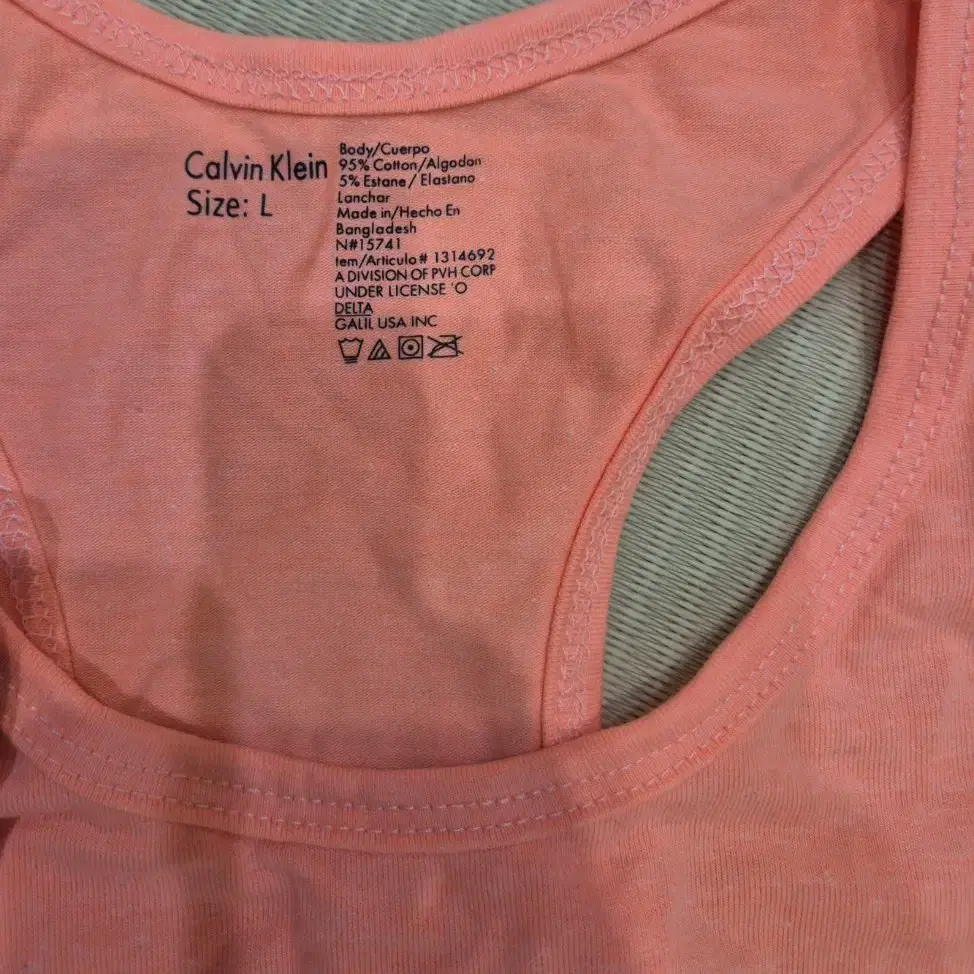 Calvin Klein
Size: L
Body/Cuerpo
95% Cotton/Algodon
5% Estane/ Elastano
Lanchar
Made in/Hecho En
Bangladesh
N#15741
tem/Articulo# 1314692
A DIVISION OF PVH CORP
UNDER LICENSE 'O
DELTA
GALIL USA INC